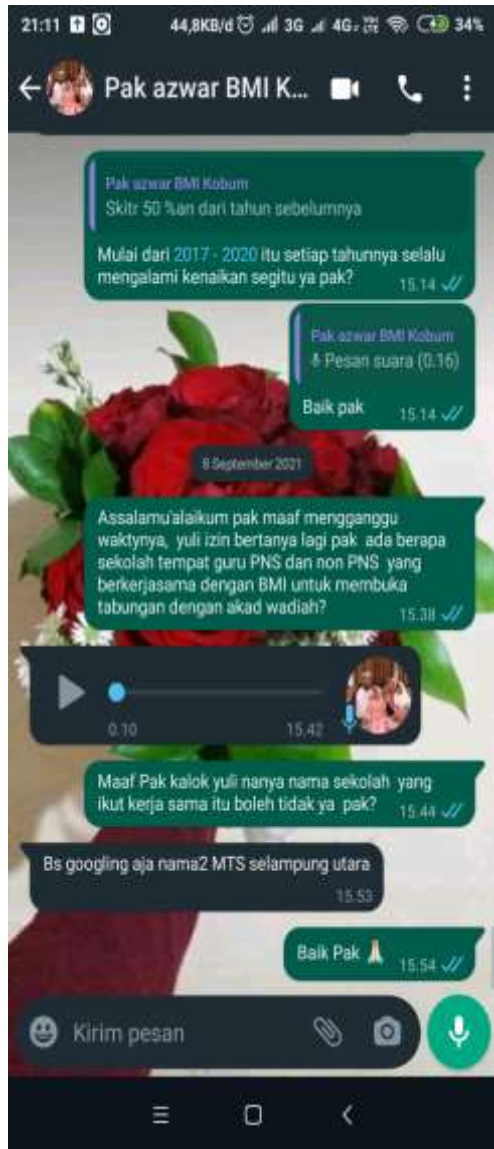 21:11 44,8KB/d 3G 4G 34%
Pak azwar BMI K...
Pak azwar BMI Kobum
Skitr 50 %an dari tahun sebelumnya
Mulai dari 2017 - 2020 itu setiap tahunnya selalu
mengalami kenaikan segitu ya pak?
15.14
Pak azwar BMI Kobum
Pesan suara (0.16)
Baik pak 15.14
8 September 2021
Assalamu'alaikum pak maaf mengganggu
waktynya, yuli izin bertanya lagi pak ada berapa
sekolah tempat guru PNS dan non PNS yang
berkerjasama dengan BMI untuk membuka
tabungan dengan akad wadiah?
15.38
0.10 15.42
Maaf Pak kalok yuli nanya nama sekolah yang
ikut kerja sama itu boleh tidak ya pak?
15.44
Bs googling aja nama2 MTS selampung utara
15.53
Baik Pak 🙏🏻 15.54
Kirim pesan